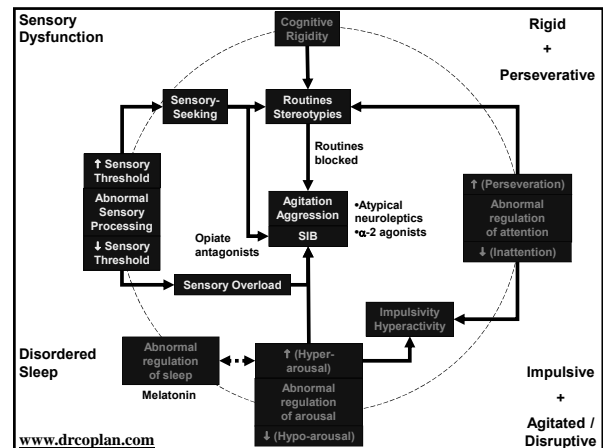 Sensory
Dysfunction
Cognitive
Rigidity
Rigid
+
Perseverative
Sensory-
Seeking
Routines
Stereotypies
Routines
blocked
↑ Sensory
Threshold
Abnormal
Sensory
Processing
↓ Sensory
Threshold
Agitation
Aggression
SIB
•Atypical
neuroleptics
•α-2 agonists
Opiate
antagonists
↑ (Perseveration)
Abnormal
regulation
of attention
↓ (Inattention)
Sensory Overload
Impulsivity
Hyperactivity
Disordered
Sleep
Abnormal
regulation
of sleep
Melatonin
↑ (Hyper-
arousal)
Abnormal
regulation
of arousal
↓ (Hypo-arousal)
Impulsive
+
Agitated /
Disruptive
www.drcoplan.com